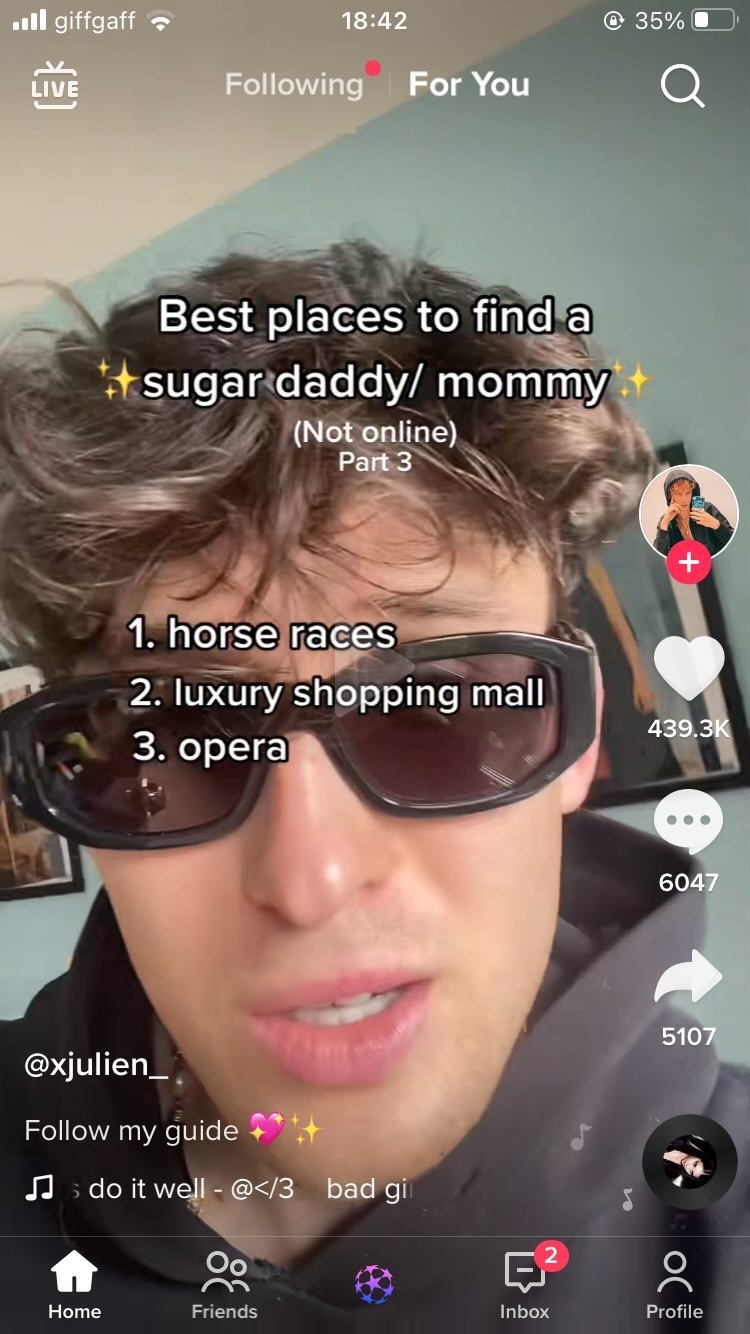 giffgaff 18:42 35%
LIVE Following For You
Best places to find a
✨sugar daddy/ mommy✨
(Not online)
Part 3
1. horse races
2. luxury shopping mall
3. opera
439.3K
6047
5107
@xjulien_
Follow my guide 💖✨
s do it well - @</3 bad gi
2
Home Friends Inbox Profile